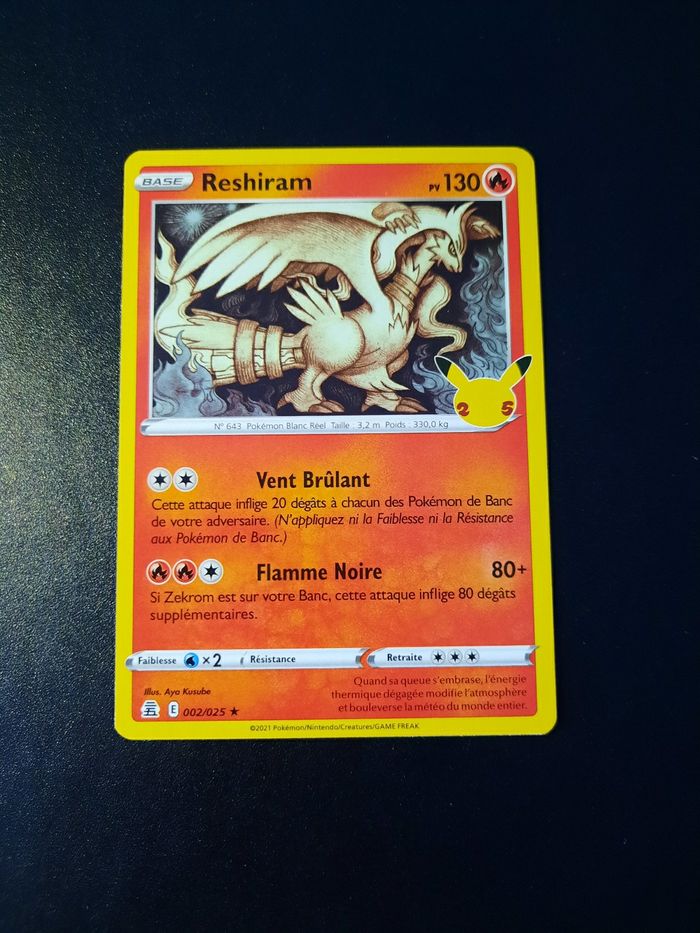 BASE Reshiram PV 130
25
N° 643 Pokémon Blanc Réel Taille : 3,2 m Poids : 330,0 kg
Vent Brûlant
Cette attaque inflige 20 dégâts à chacun des Pokémon de Banc
de votre adversaire. (N'appliquez ni la Faiblesse ni la Résistance
aux Pokémon de Banc.)
Flamme Noire 80+
Si Zekrom est sur votre Banc, cette attaque inflige 80 dégâts
supplémentaires.
Faiblesse ×2 Résistance Retraite
Quand sa queue s'embrase, l'énergie
thermique dégagée modifie l'atmosphère
et bouleverse la météo du monde entier.
Illus. Aya Kusube
E 002/025 ★
©2021 Pokémon/Nintendo/Creatures/GAME FREAK